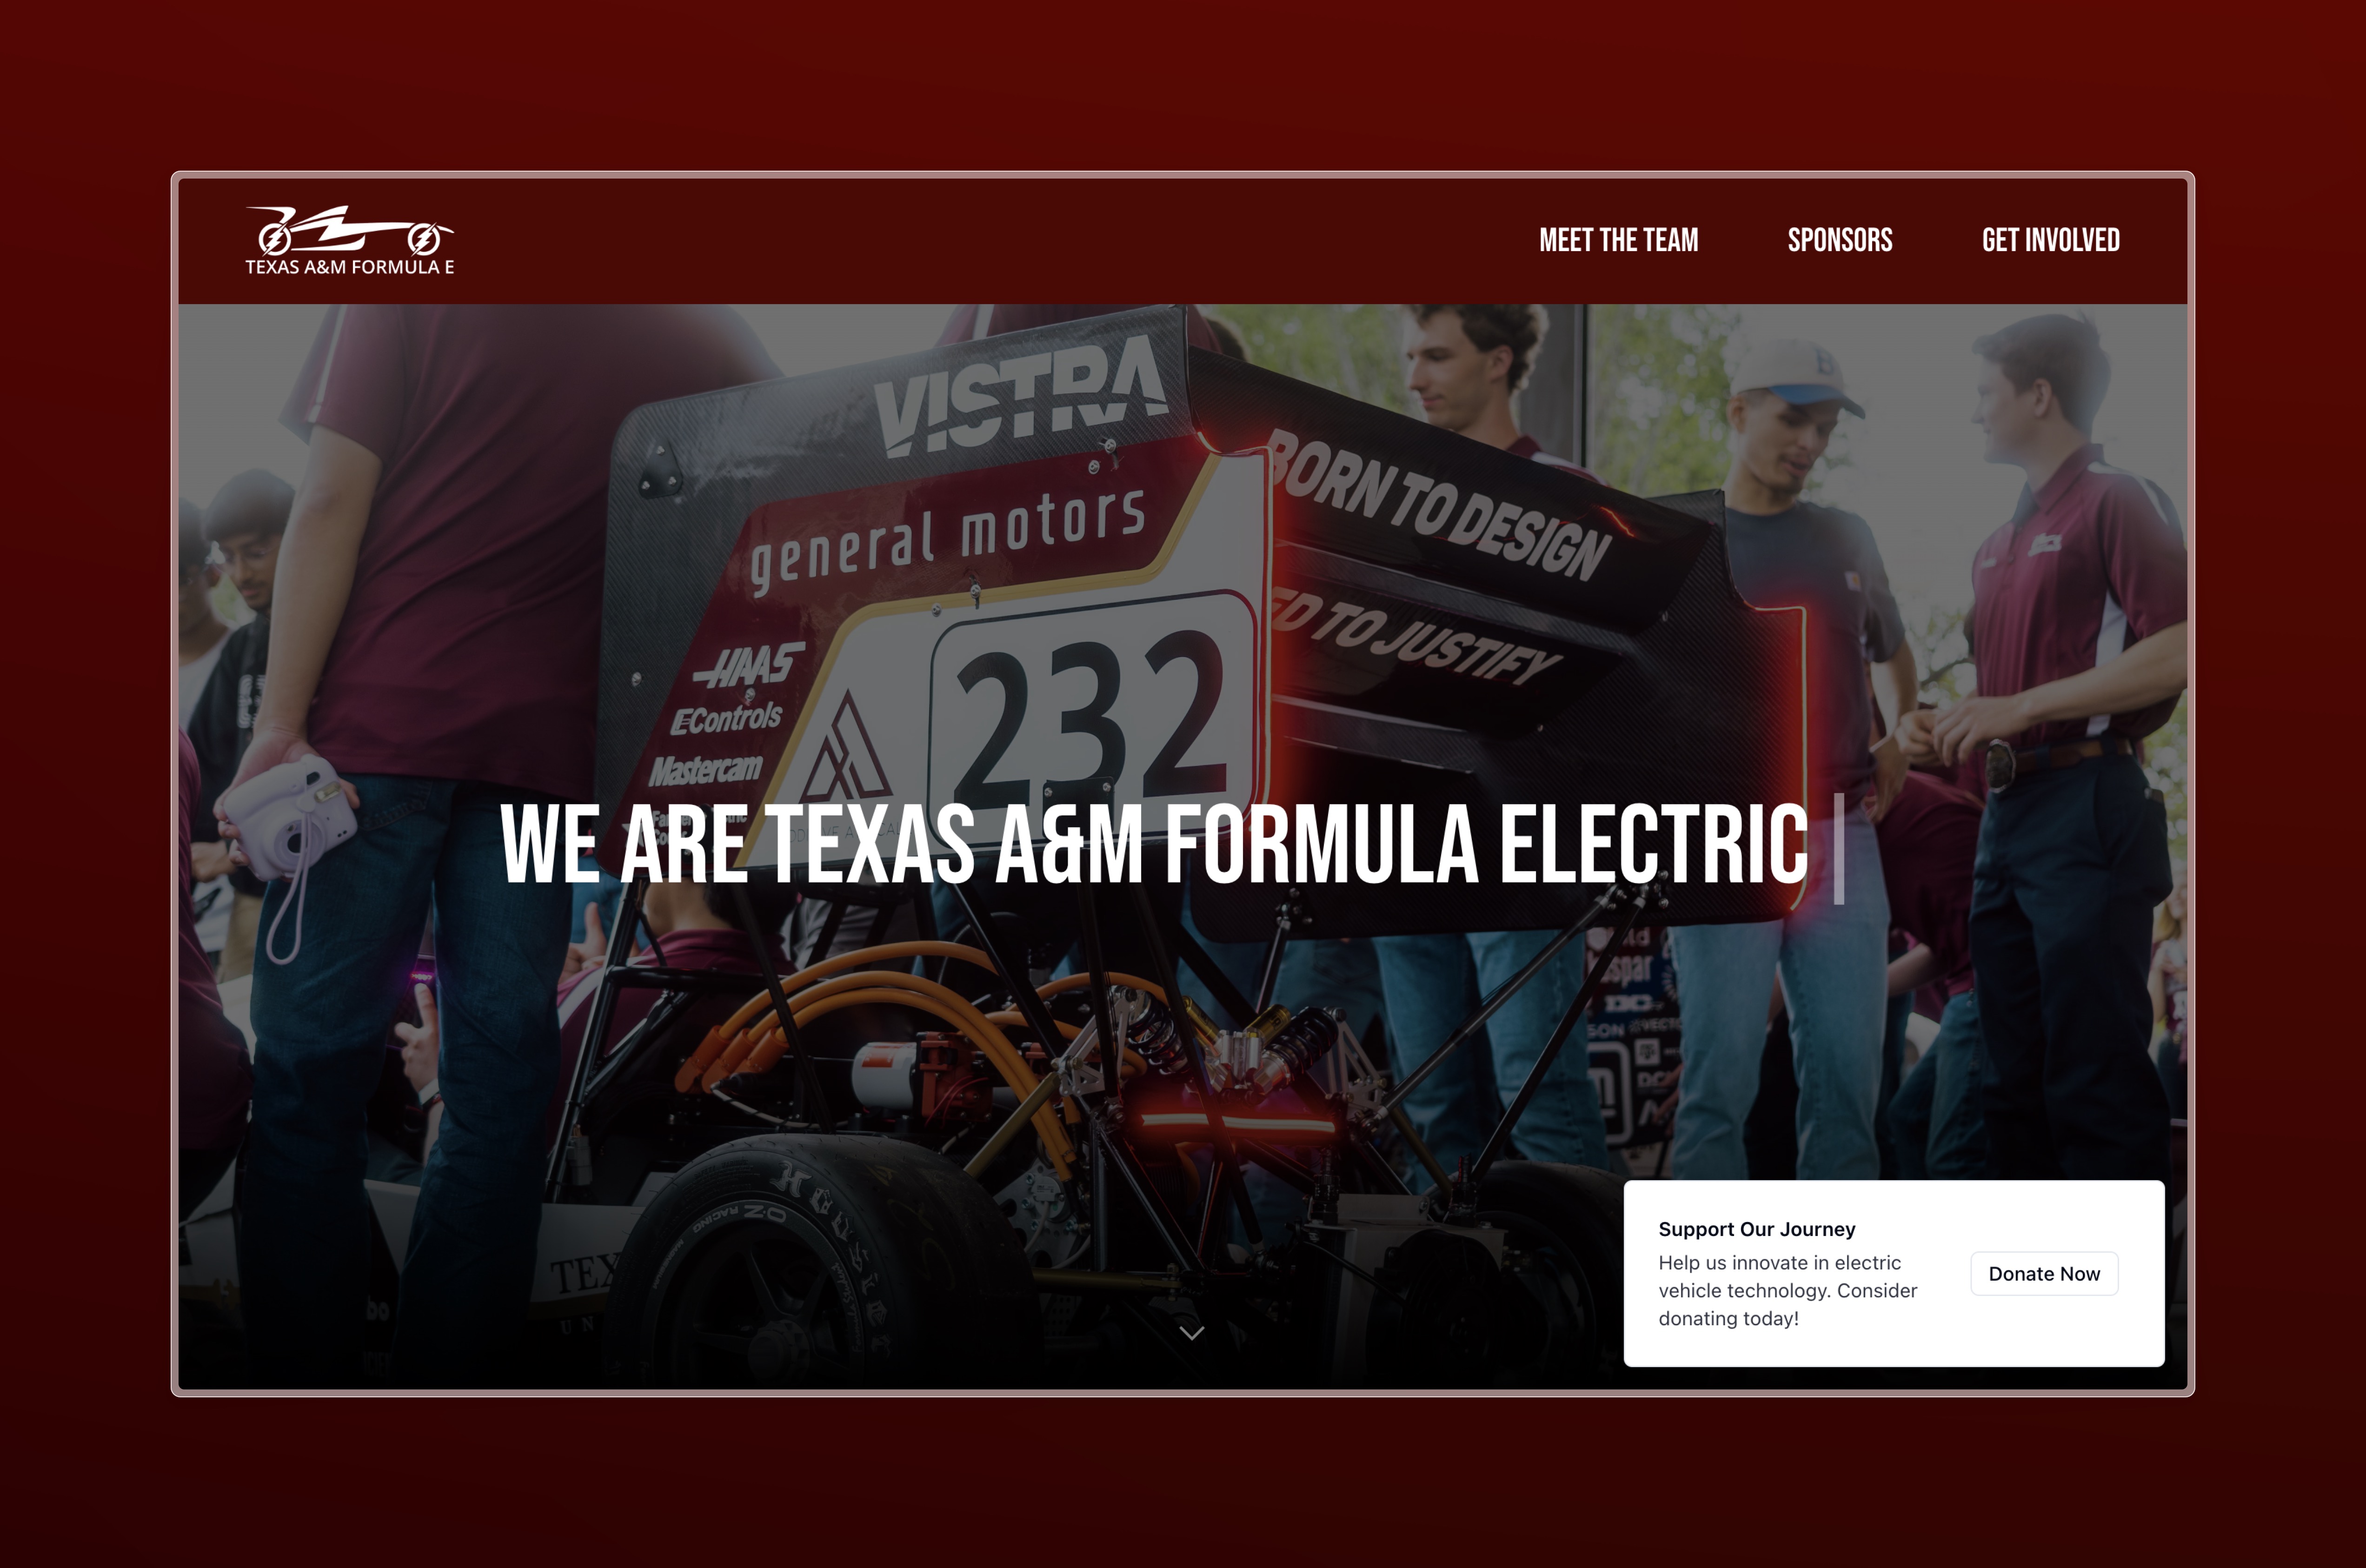 TEXAS A&M FORMULA E
MEET THE TEAM
SPONSORS
GET INVOLVED
VISTRA
general motors
BORN TO DESIGN
TO JUSTIFY
HAAS
EControls
Mastercam
232
WE ARE TEXAS A&M FORMULA ELECTRIC
HOOSIER
O·Z RACING
Support Our Journey
Help us innovate in electric
vehicle technology. Consider
donating today!
Donate Now